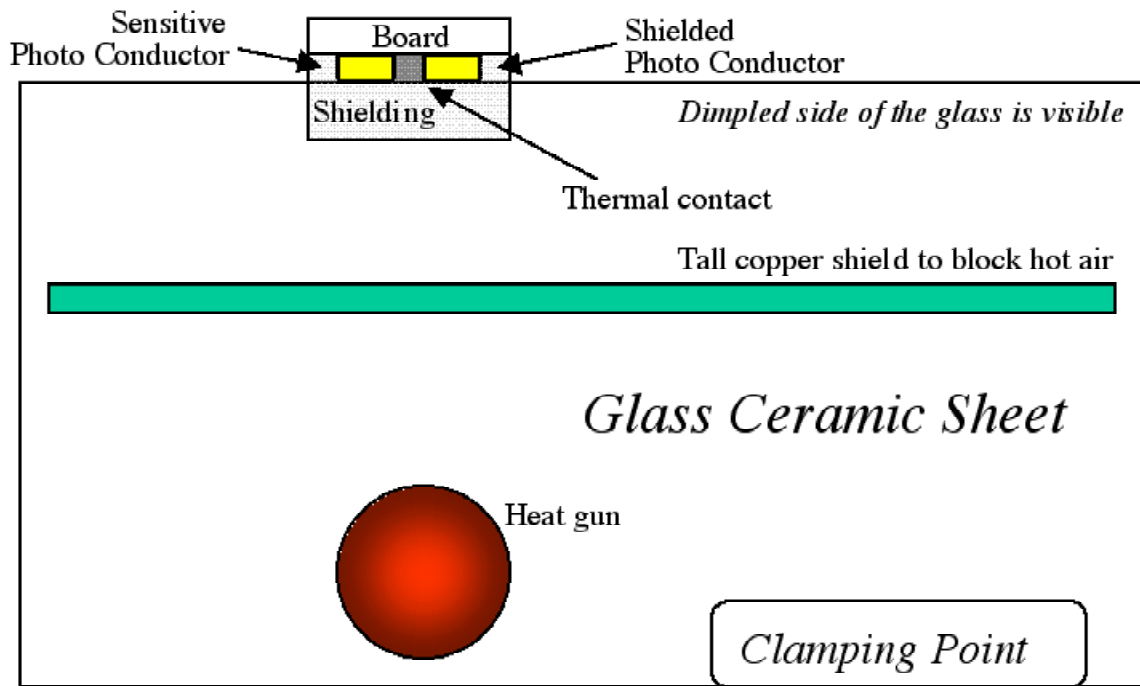 Sensitive
Photo Conductor
Board
Shielded
Photo Conductor
Shielding
Dimpled side of the glass is visible
Thermal contact
Tall copper shield to block hot air
Glass Ceramic Sheet
Heat gun
Clamping Point